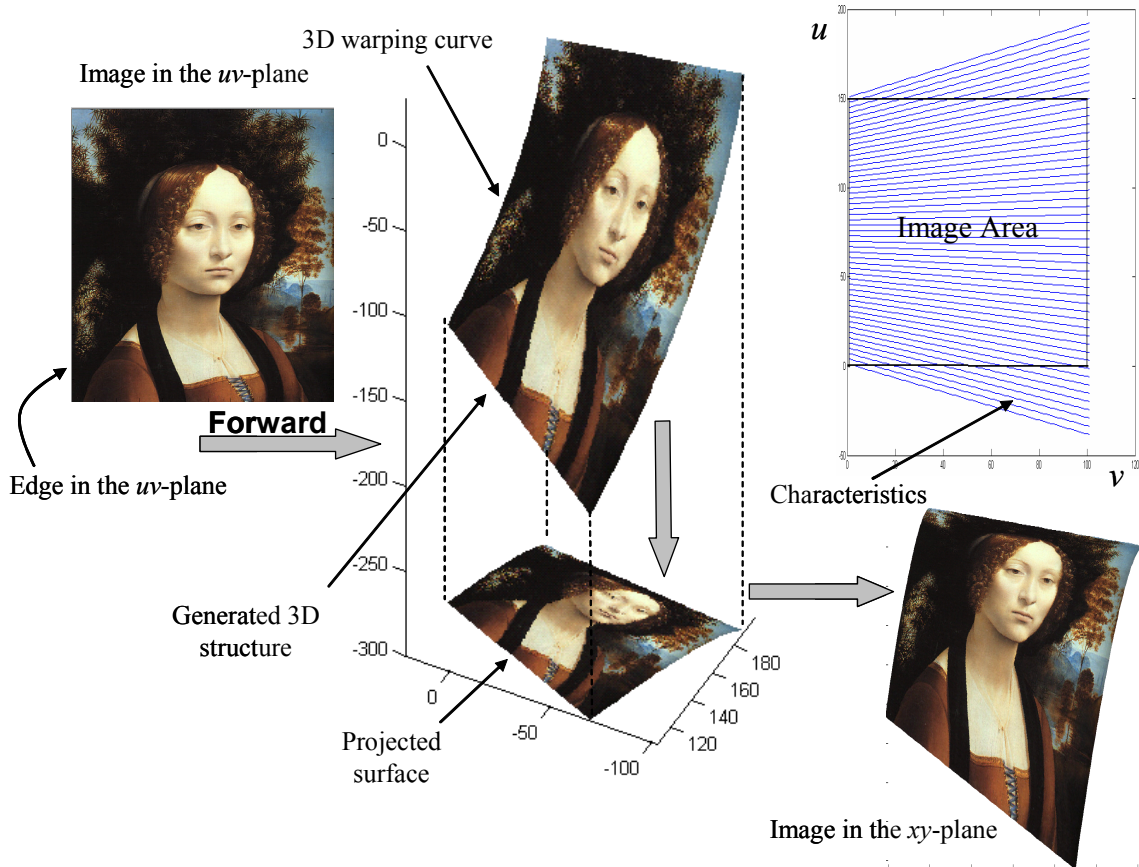 3D warping curve
Image in the uv-plane
Forward
Edge in the uv-plane
Generated 3D
structure
Projected
surface
0
-50
-100
-150
-200
-250
-300
0
-50
-100
120
140
160
180
u
200
150
100
50
0
-50
0
20
40
60
80
100
120
v
Image Area
Characteristics
Image in the xy-plane